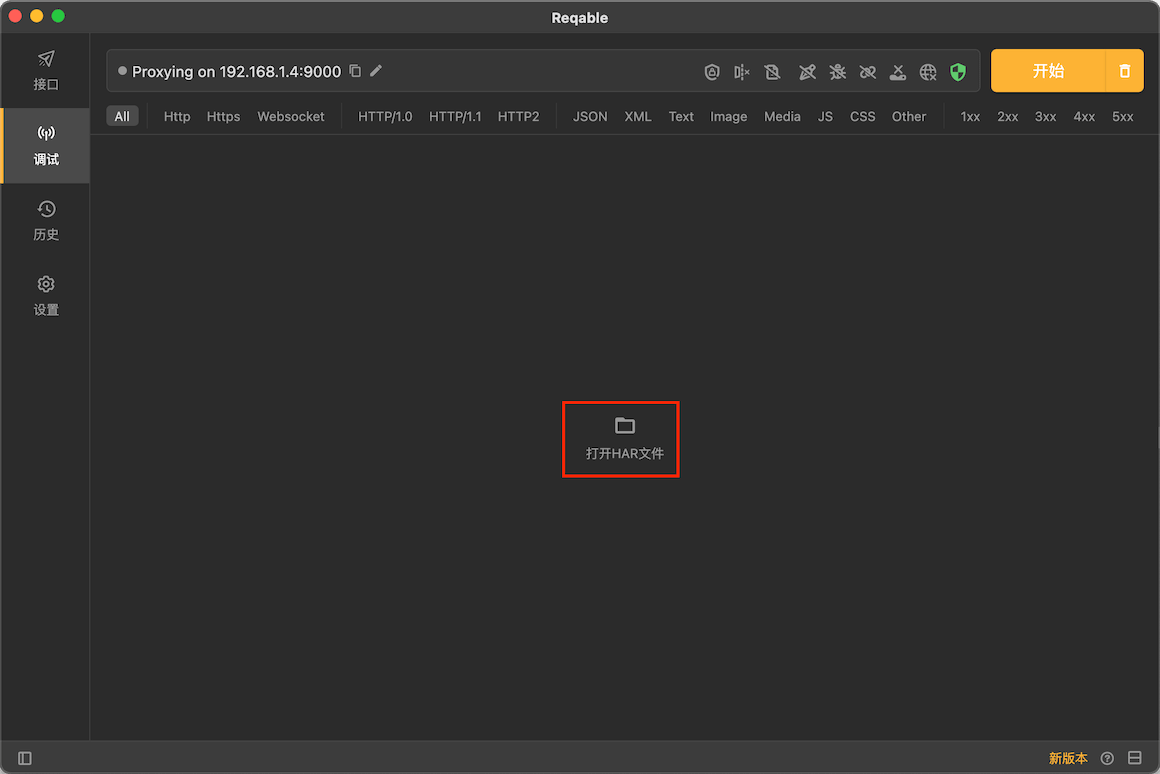 Reqable
接口
调试
历史
设置
Proxying on 192.168.1.4:9000
开始
All Http Https Websocket HTTP/1.0 HTTP/1.1 HTTP2 JSON XML Text Image Media JS CSS Other 1xx 2xx 3xx 4xx 5xx
打开HAR文件
新版本